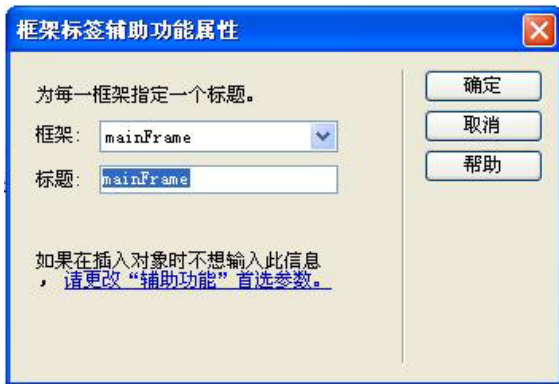 框架标签辅助功能属性
为每一框架指定一个标题。
框架: mainFrame
标题: mainFrame
如果在插入对象时不想输入此信息
，请更改“辅助功能”首选参数。
确定
取消
帮助